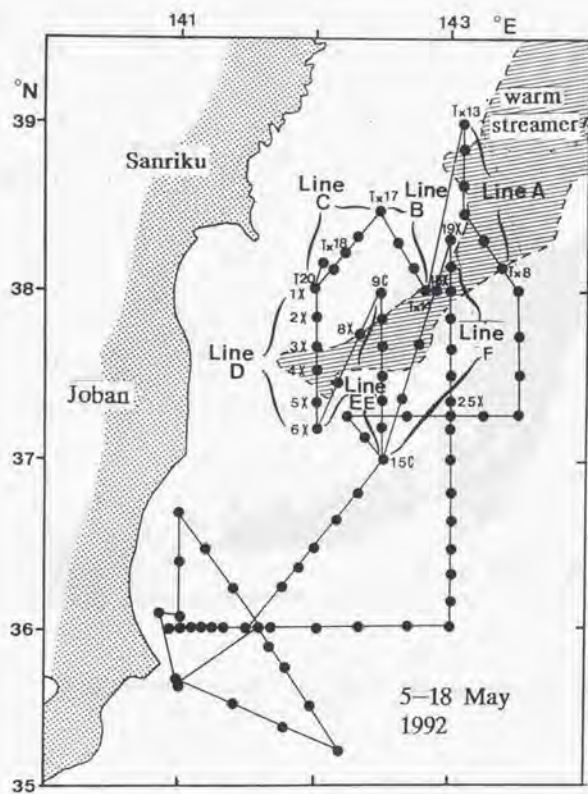 141
143
°E
°N
39
Tx13
warm
streamer
Sanriku
Line
C
Tx17
Line
B
Line A
Tx18
19X
38
T20
1X
9C
Tx8
2X
8X
Line
D
3X
4X
Line
F
Joban
Line
E
5X
25X
6X
37
15C
36
5–18 May
1992
35